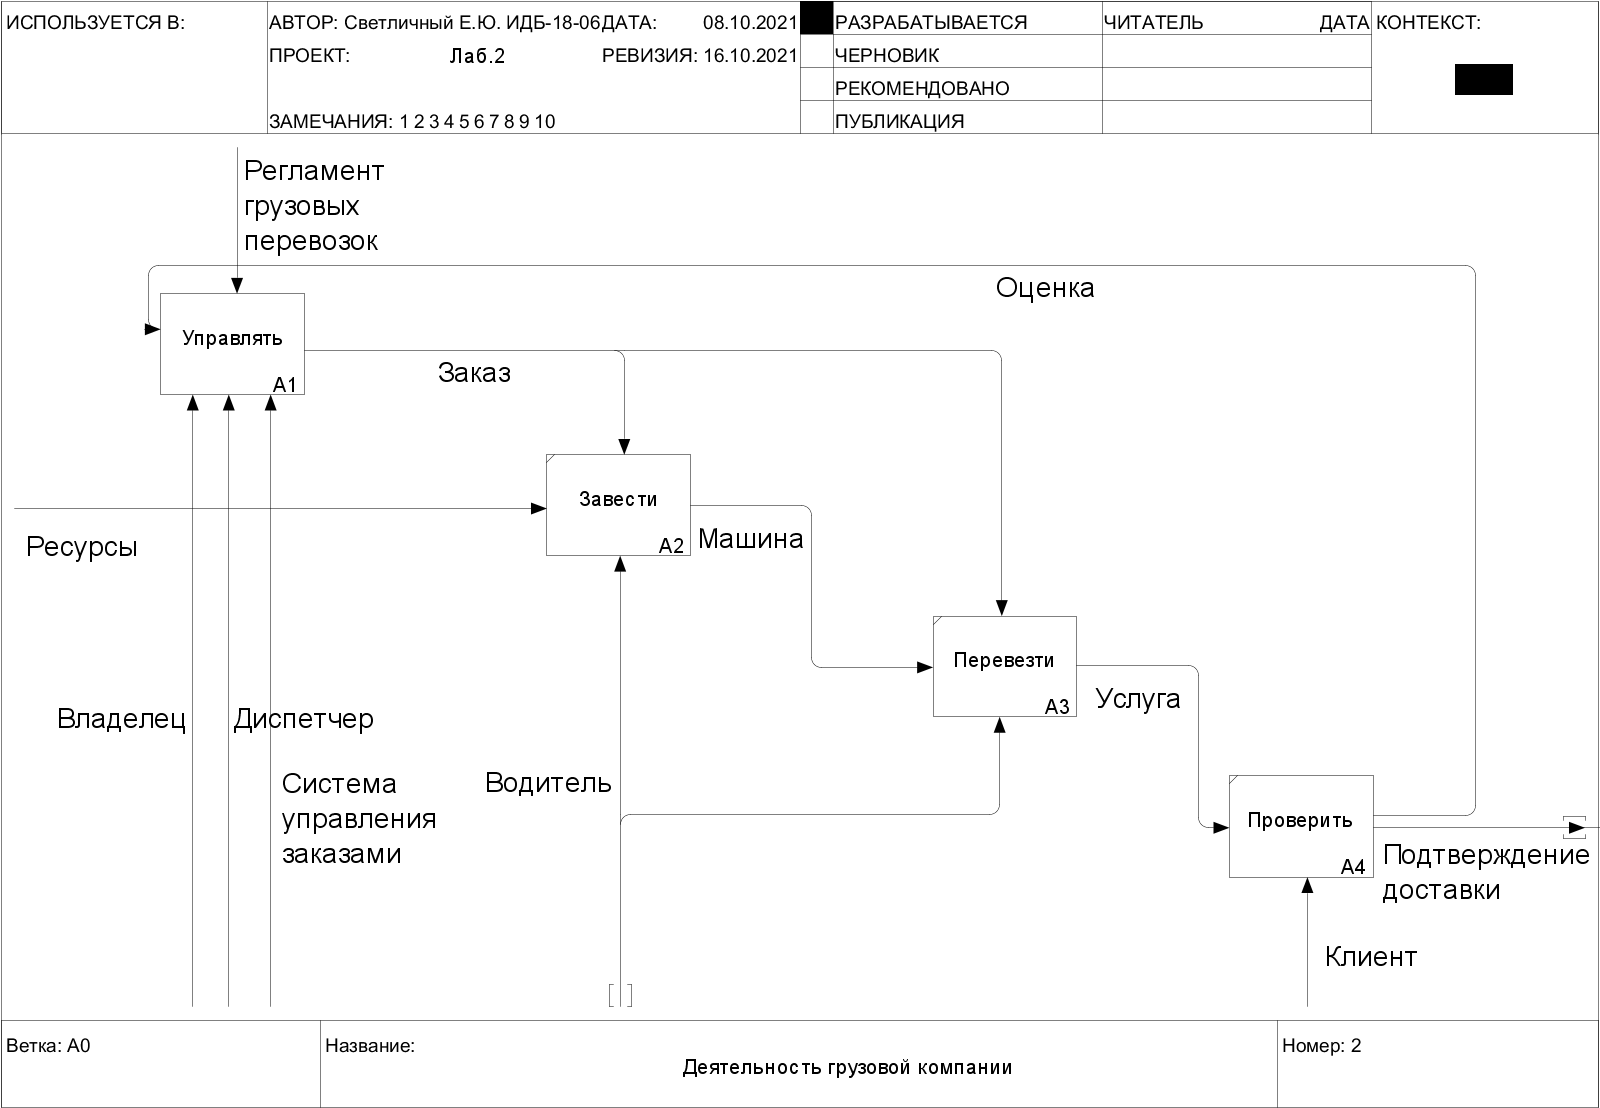 ИСПОЛЬЗУЕТСЯ В:
АВТОР: Светличный Е.Ю. ИДБ-18-06 ДАТА: 08.10.2021
ПРОЕКТ: Лаб.2 РЕВИЗИЯ: 16.10.2021
ЗАМЕЧАНИЯ: 1 2 3 4 5 6 7 8 9 10
РАЗРАБАТЫВАЕТСЯ
ЧЕРНОВИК
РЕКОМЕНДОВАНО
ПУБЛИКАЦИЯ
ЧИТАТЕЛЬ ДАТА
КОНТЕКСТ:
Регламент
грузовых
перевозок
Оценка
Управлять
A1
Заказ
Завести
A2
Ресурсы
Машина
Перевезти
A3
Услуга
Владелец
Диспетчер
Система
управления
заказами
Водитель
Проверить
A4
Подтверждение
доставки
Клиент
Ветка: A0
Название:
Деятельность грузовой компании
Номер: 2